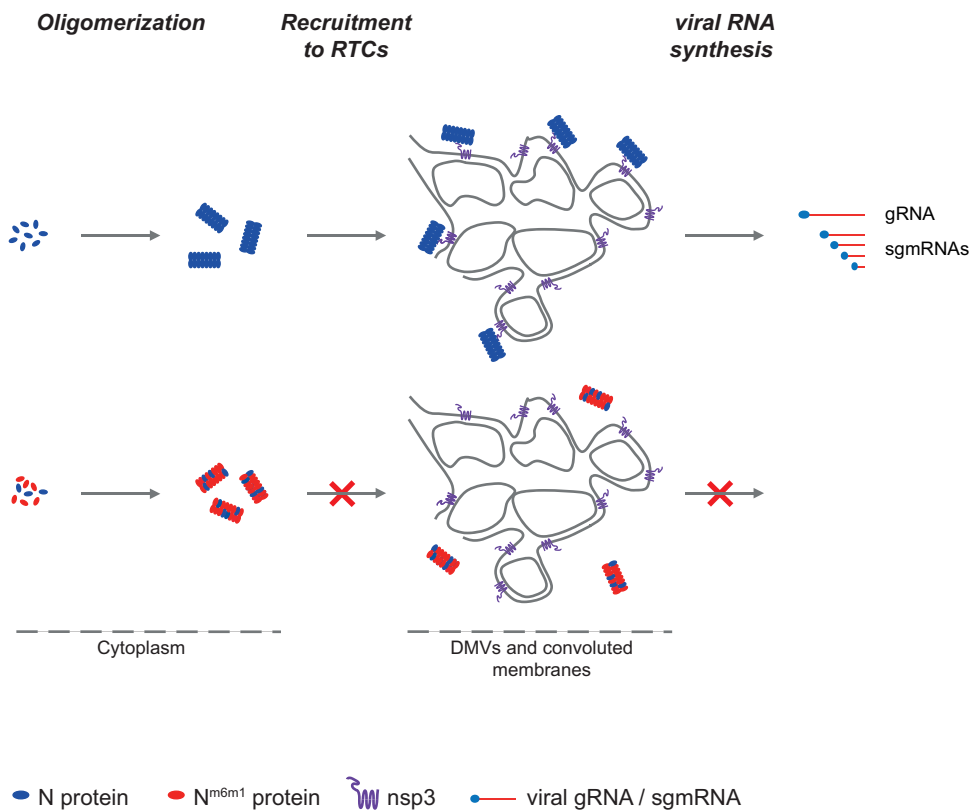 Oligomerization
Recruitment
to RTCs
viral RNA
synthesis
gRNA
sgmRNAs
Cytoplasm
DMVs and convoluted
membranes
N protein
N^m6m1 protein
nsp3
viral gRNA / sgmRNA